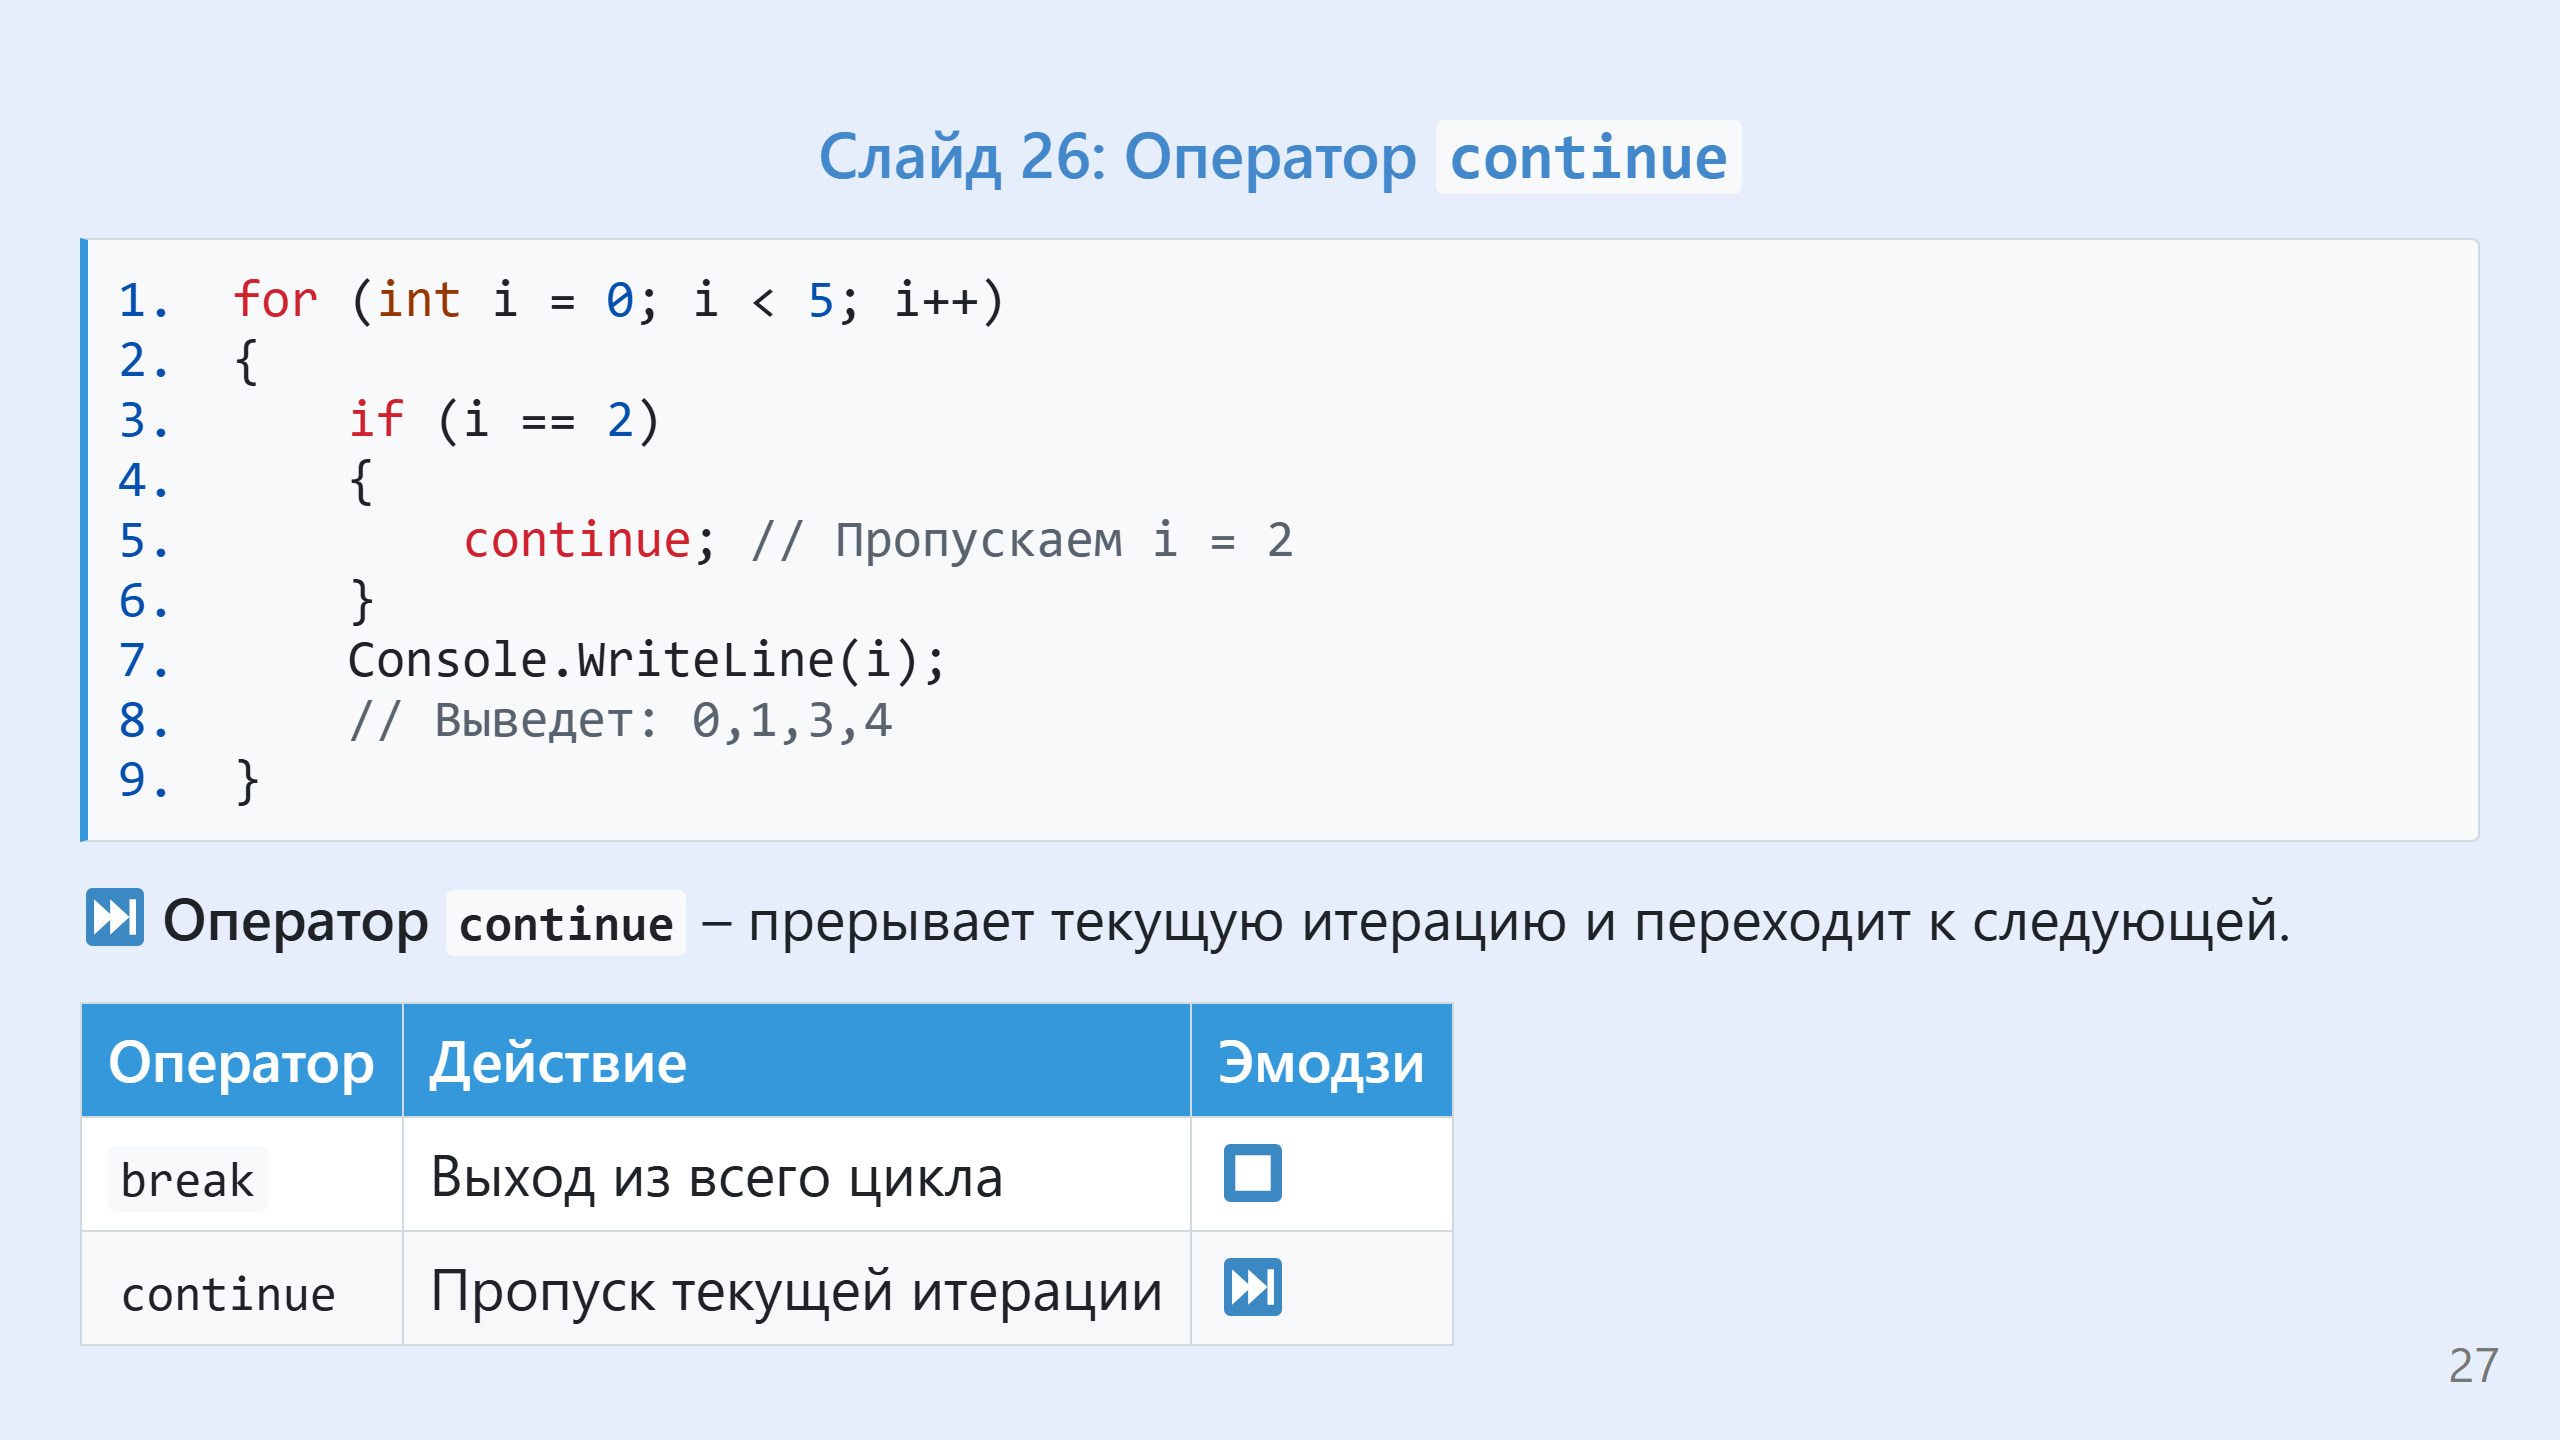 Слайд 26: Оператор continue
1. for (int i = 0; i < 5; i++)
2. {
3.     if (i == 2)
4.     {
5.         continue; // Пропускаем i = 2
6.     }
7.     Console.WriteLine(i);
8.     // Выведет: 0,1,3,4
9. }
⏭ Оператор continue – прерывает текущую итерацию и переходит к следующей.
Оператор Действие Эмодзи
break Выход из всего цикла ⏹
continue Пропуск текущей итерации ⏭
27